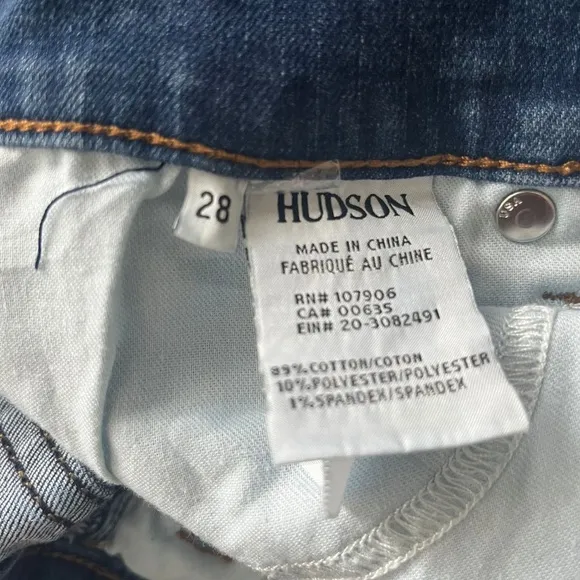 28
HUDSON
MADE IN CHINA
FABRIQUÉ AU CHINE
RN# 107906
CA# 00635
EIN# 20-3082491
89% COTTON/COTON
10% POLYESTER/POLYESTER
1% SPANDEX/SPANDEX
USA